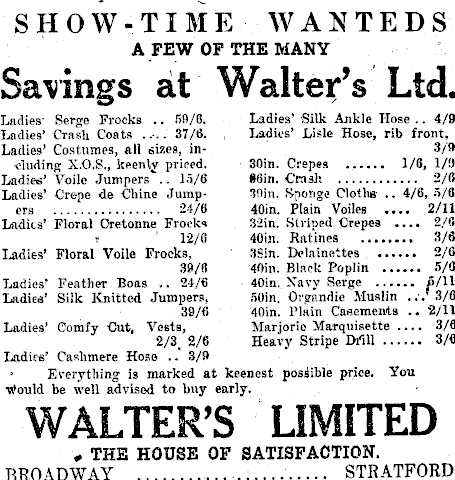 SHOW-TIME WANTEDS
A FEW OF THE MANY
Savings at Walter's Ltd.
Ladies' Serge Frocks .. 59/6.
Ladies' Crash Coats .... 37/6.
Ladies' Costumes, all sizes, in-
cluding X.O.S., keenly priced.
Ladies' Voile Jumpers .. 15/6
Ladies' Crepe de Chine Jump-
ers ................ 24/6
Ladies' Floral Cretonne Frocks
12/6
Ladies' Floral Voile Frocks,
39/6
Ladies' Feather Boas .. 24/6
Ladies' Silk Knitted Jumpers,
39/6
Ladies' Comfy Cut, Vests,
2/3, 2/6
Ladies' Cashmere Hose .. 3/9
Ladies' Silk Ankle Hose .. 4/9
Ladies' Lisle Hose, rib front,
3/9
30in. Crepes ...... 1/6, 1/9
36in. Crash ............ 2/6
39in. Sponge Cloths .. 4/6, 5/6
40in. Plain Voiles .... 2/11
32in. Striped Crepes .... 2/6
40in. Ratines ........ 3/6
38in. Delainettes ...... 2/6
40in. Black Poplin ...... 5/6
40in. Navy Serge ...... 5/11
50in. Organdie Muslin ... 3/6
40in. Plain Casements .. 2/11
Marjorie Marquisette .... 3/6
Heavy Stripe Drill ...... 3/6
Everything is marked at keenest possible price. You
would be well advised to buy early.
WALTER'S LIMITED
THE HOUSE OF SATISFACTION.
BROADWAY ...................... STRATFORD